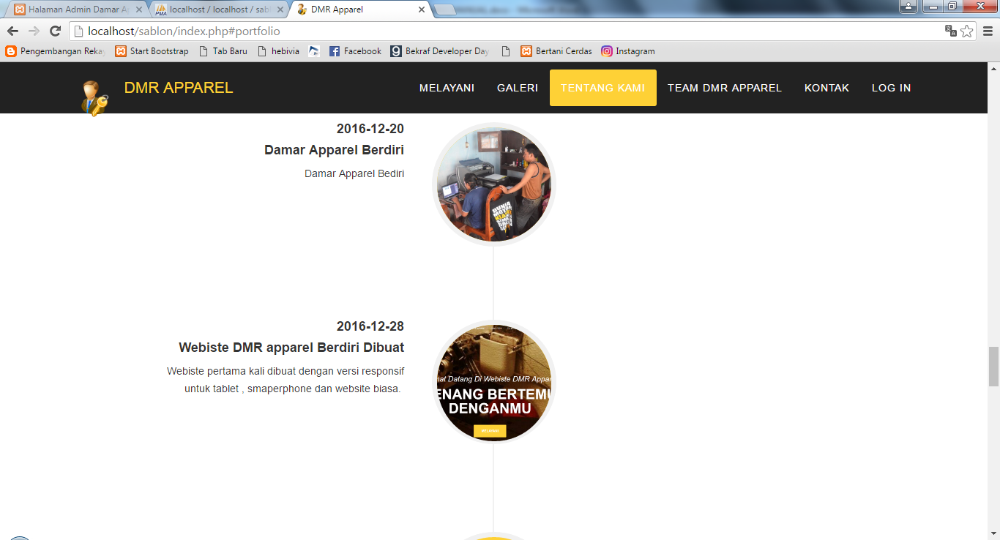 Halaman Admin Damar A
localhost / localhost / sabl
DMR Apparel
localhost/sablon/index.php#portfolio
Pengembangan Reka
Start Bootstrap
Tab Baru
hebivia
Facebook
Bekraf Developer Day
Bertani Cerdas
Instagram
DMR APPAREL
MELAYANI
GALERI
TENTANG KAMI
TEAM DMR APPAREL
KONTAK
LOG IN
2016-12-20
Damar Apparel Berdiri
Damar Apparel Bediri
DUNIA
MOTOR
2016-12-28
Webiste DMR apparel Berdiri Dibuat
Webiste pertama kali dibuat dengan versi responsif
untuk tablet , smaperphone dan website biasa.
mat Datang Di Webiste DMR Appar
ENANG BERTEMU
DENGANMU
MELAYANI